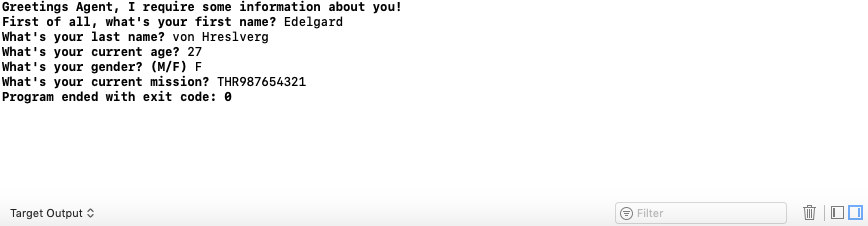 Greetings Agent, I require some information about you!
First of all, what's your first name? Edelgard
What's your last name? von Hreslverg
What's your current age? 27
What's your gender? (M/F) F
What's your current mission? THR987654321
Program ended with exit code: 0
Target Output
Filter